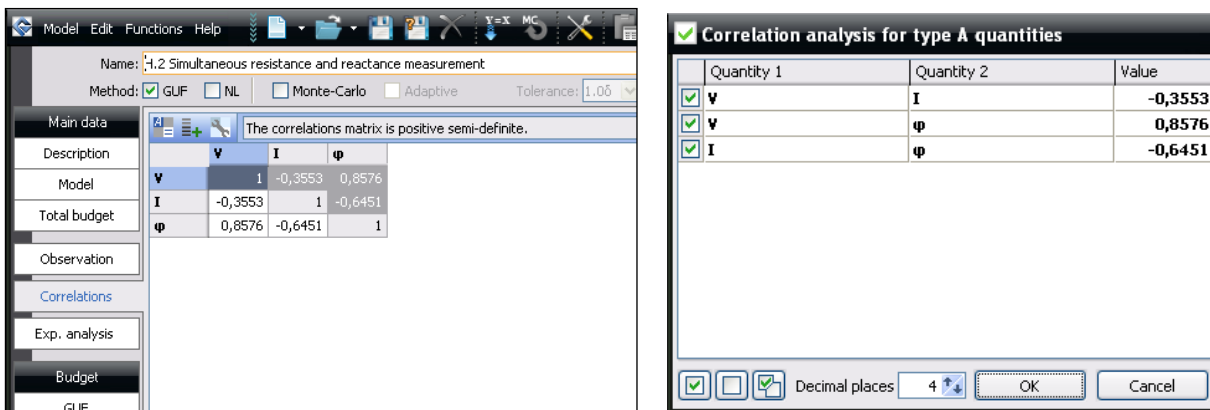 Model Edit Functions Help Y=X MC
Name: H.2 Simultaneous resistance and reactance measurement
Method: GUF NL Monte-Carlo Adaptive Tolerance: 1.0δ
Main data
Description
Model
Total budget
Observation
Correlations
Exp. analysis
Budget
GUF
The correlations matrix is positive semi-definite.
V I φ
V 1 -0,3553 0,8576
I -0,3553 1 -0,6451
φ 0,8576 -0,6451 1
Correlation analysis for type A quantities
Quantity 1 Quantity 2 Value
V I -0,3553
V φ 0,8576
I φ -0,6451
Decimal places 4 OK Cancel